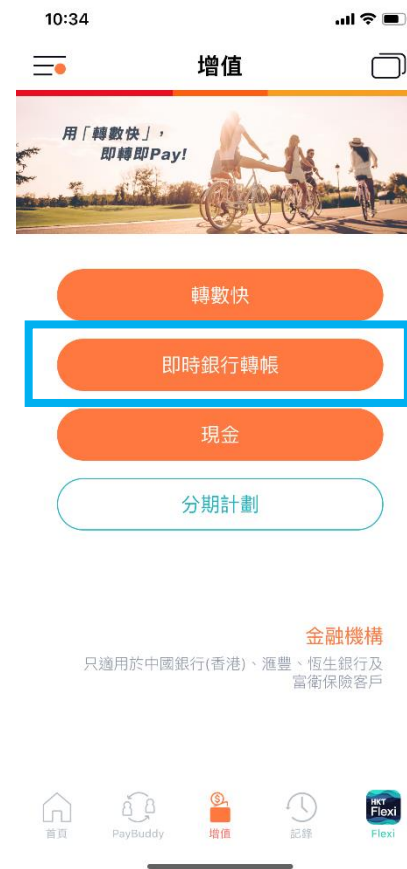 10:34
增值
用「轉數快」，
即轉即Pay!
轉數快
即時銀行轉帳
現金
分期計劃
金融機構
只適用於中國銀行(香港)、滙豐、恆生銀行及
富衛保險客戶
HKT
Flexi
首頁
PayBuddy
增值
記錄
Flexi